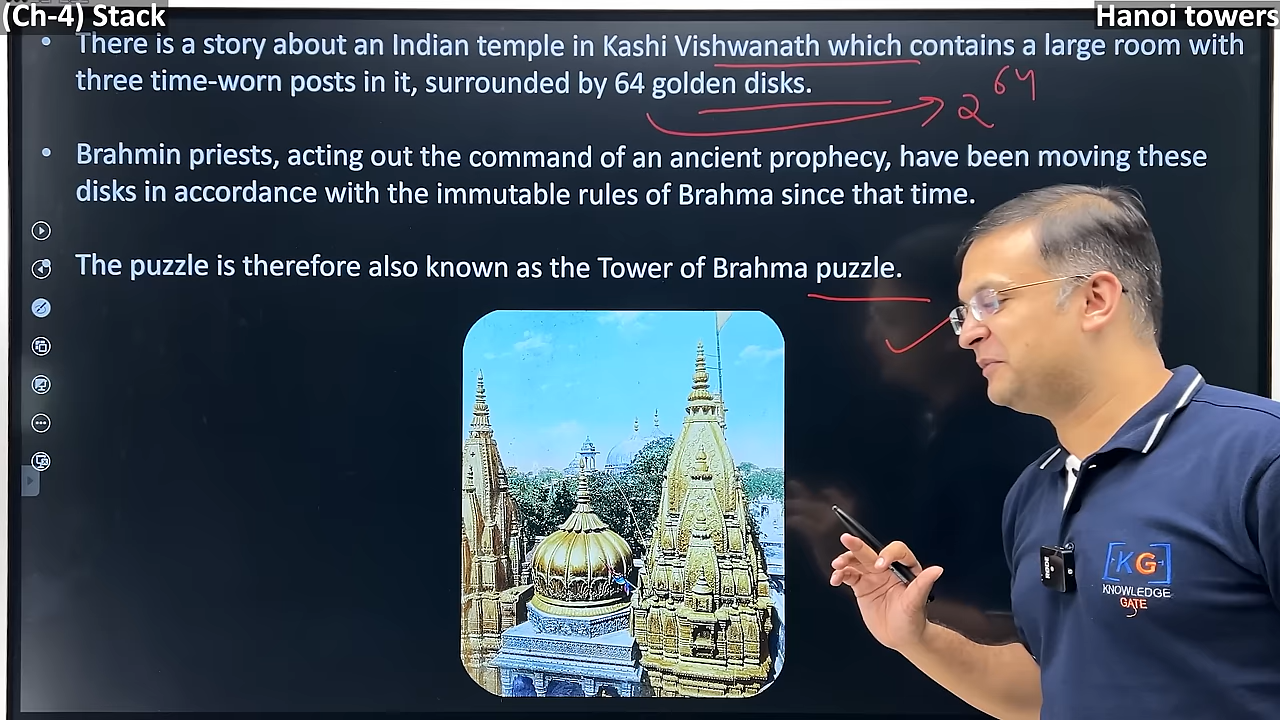 (Ch-4) Stack
Hanoi towers
• There is a story about an Indian temple in Kashi Vishwanath which contains a large room with
three time-worn posts in it, surrounded by 64 golden disks.
2^64
• Brahmin priests, acting out the command of an ancient prophecy, have been moving these
disks in accordance with the immutable rules of Brahma since that time.
The puzzle is therefore also known as the Tower of Brahma puzzle.
RODE
KG
KNOWLEDGE
GATE